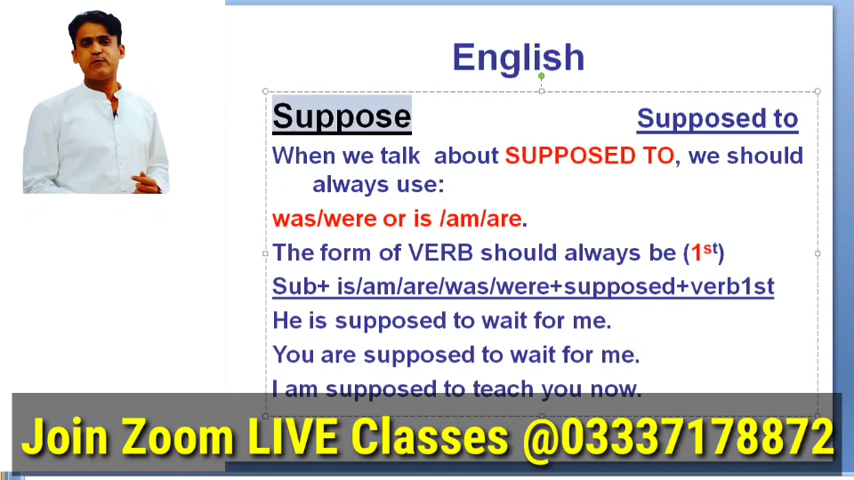 English
Suppose Supposed to
When we talk about SUPPOSED TO, we should
always use:
was/were or is /am/are.
The form of VERB should always be (1st)
Sub+ is/am/are/was/were+supposed+verb1st
He is supposed to wait for me.
You are supposed to wait for me.
I am supposed to teach you now.
Join Zoom LIVE Classes @03337178872